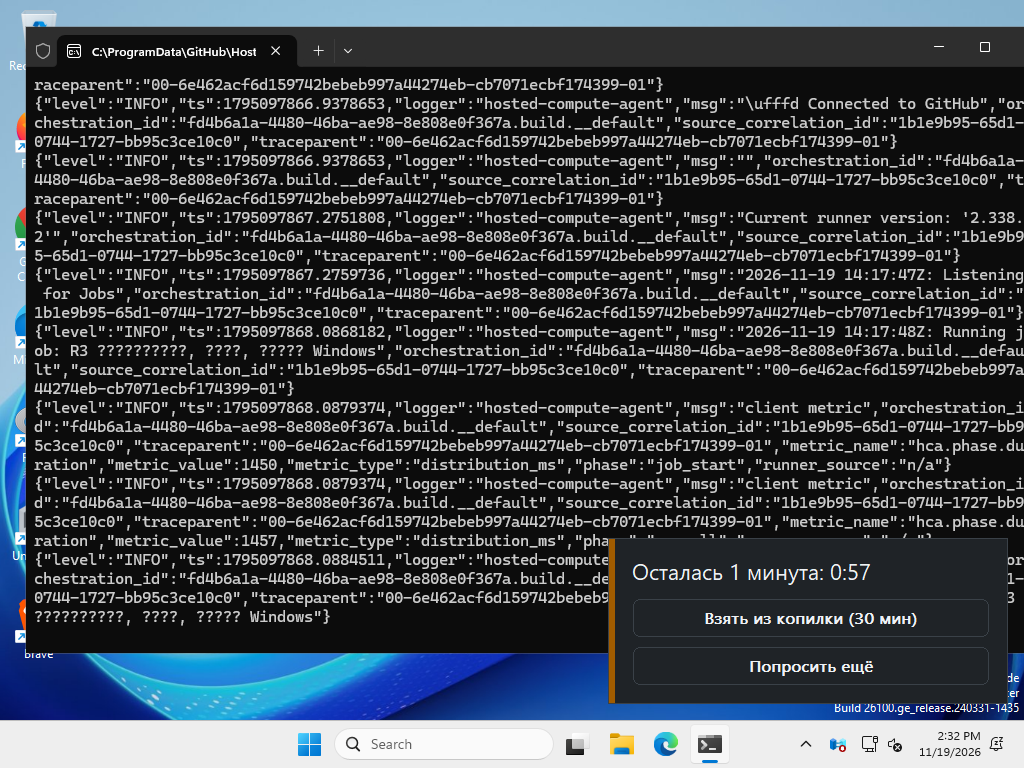 C:\ProgramData\GitHub\Host
raceparent":"00-6e462acf6d159742bebeb997a44274eb-cb7071ecbf174399-01"}
{"level":"INFO","ts":1795097866.9378653,"logger":"hosted-compute-agent","msg":"\ufffd Connected to GitHub","or
chestration_id":"fd4b6a1a-4480-46ba-ae98-8e808e0f367a.build.__default","source_correlation_id":"1b1e9b95-65d1-
0744-1727-bb95c3ce10c0","traceparent":"00-6e462acf6d159742bebeb997a44274eb-cb7071ecbf174399-01"}
{"level":"INFO","ts":1795097866.9378653,"logger":"hosted-compute-agent","msg":"","orchestration_id":"fd4b6a1a-
4480-46ba-ae98-8e808e0f367a.build.__default","source_correlation_id":"1b1e9b95-65d1-0744-1727-bb95c3ce10c0","t
raceparent":"00-6e462acf6d159742bebeb997a44274eb-cb7071ecbf174399-01"}
{"level":"INFO","ts":1795097867.2751808,"logger":"hosted-compute-agent","msg":"Current runner version: '2.338.
2'","orchestration_id":"fd4b6a1a-4480-46ba-ae98-8e808e0f367a.build.__default","source_correlation_id":"1b1e9b9
5-65d1-0744-1727-bb95c3ce10c0","traceparent":"00-6e462acf6d159742bebeb997a44274eb-cb7071ecbf174399-01"}
{"level":"INFO","ts":1795097867.2759736,"logger":"hosted-compute-agent","msg":"2026-11-19 14:17:47Z: Listening
for Jobs","orchestration_id":"fd4b6a1a-4480-46ba-ae98-8e808e0f367a.build.__default","source_correlation_id":"
1b1e9b95-65d1-0744-1727-bb95c3ce10c0","traceparent":"00-6e462acf6d159742bebeb997a44274eb-cb7071ecbf174399-01"}
{"level":"INFO","ts":1795097868.0868182,"logger":"hosted-compute-agent","msg":"2026-11-19 14:17:48Z: Running j
ob: R3 ??????????, ????, ????? Windows","orchestration_id":"fd4b6a1a-4480-46ba-ae98-8e808e0f367a.build.__defau
lt","source_correlation_id":"1b1e9b95-65d1-0744-1727-bb95c3ce10c0","traceparent":"00-6e462acf6d159742bebeb997a
44274eb-cb7071ecbf174399-01"}
{"level":"INFO","ts":1795097868.0879374,"logger":"hosted-compute-agent","msg":"client metric","orchestration_i
d":"fd4b6a1a-4480-46ba-ae98-8e808e0f367a.build.__default","source_correlation_id":"1b1e9b95-65d1-0744-1727-bb9
5c3ce10c0","traceparent":"00-6e462acf6d159742bebeb997a44274eb-cb7071ecbf174399-01","metric_name":"hca.phase.du
ration","metric_value":1450,"metric_type":"distribution_ms","phase":"job_start","runner_source":"n/a"}
{"level":"INFO","ts":1795097868.0879374,"logger":"hosted-compute-agent","msg":"client metric","orchestration_i
d":"fd4b6a1a-4480-46ba-ae98-8e808e0f367a.build.__default","source_correlation_id":"1b1e9b95-65d1-0744-1727-bb9
5c3ce10c0","traceparent":"00-6e462acf6d159742bebeb997a44274eb-cb7071ecbf174399-01","metric_name":"hca.phase.du
ration","metric_value":1457,"metric_type":"distribution_ms","pha
{"level":"INFO","ts":1795097868.0884511,"logger":"hosted-compute
chestration_id":"fd4b6a1a-4480-46ba-ae98-8e808e0f367a.build.__de
0744-1727-bb95c3ce10c0","traceparent":"00-6e462acf6d159742bebeb9
??????????, ????, ????? Windows"}
Осталась 1 минута: 0:57
Взять из копилки (30 мин)
Попросить ещё
Brave
Build 26100.ge_release.240331-1435
Search
2:32 PM
11/19/2026